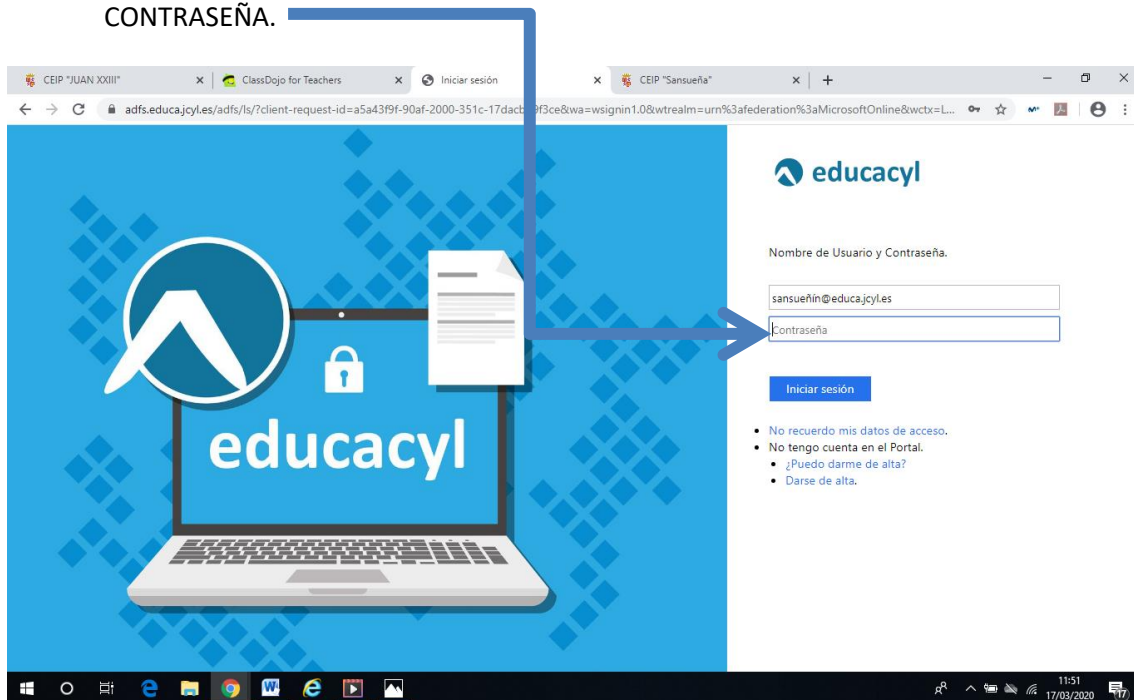 CONTRASEÑA.
CEIP "JUAN XXIII"
ClassDojo for Teachers
Iniciar sesión
CEIP "Sansueña"
adfs.educa.jcyl.es/adfs/ls/?client-request-id=a5a43f9f-90af-2000-351c-17dacb 9f3ce&wa=wsignin1.0&wtrealm=urn%3afederation%3aMicrosoftOnline&wctx=L...
educacyl
Nombre de Usuario y Contraseña.
sansueñín@educa.jcyl.es
Contraseña
Iniciar sesión
No recuerdo mis datos de acceso.
No tengo cuenta en el Portal.
¿Puedo darme de alta?
Darse de alta.
educacyl
11:51
17/03/2020
17